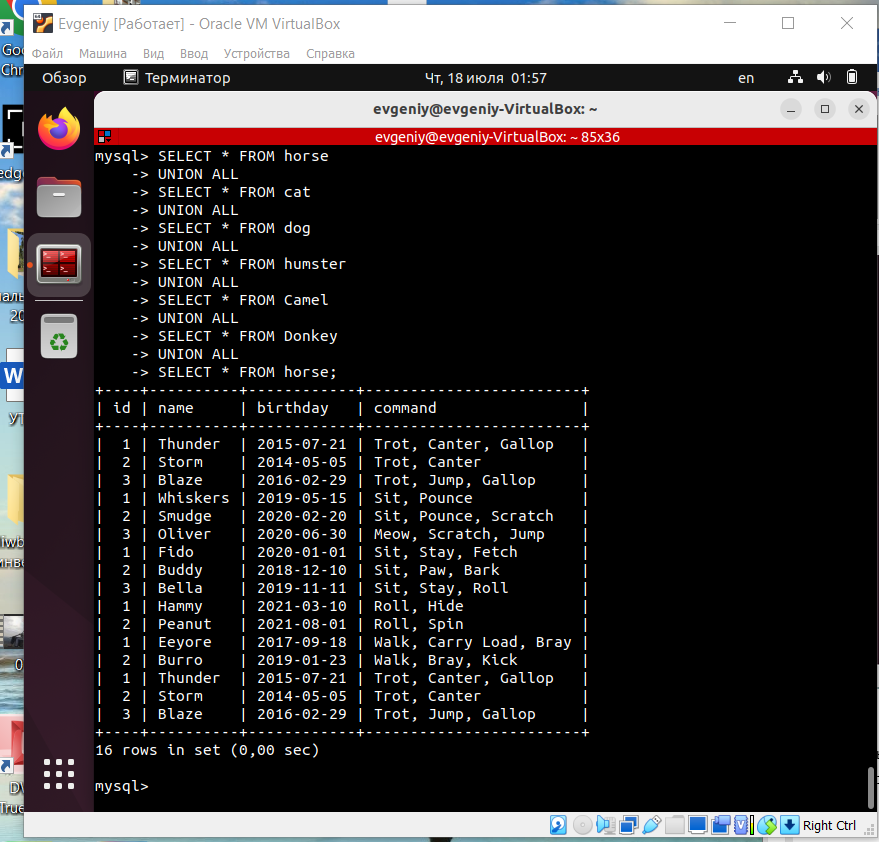 Evgeniy [Работает] - Oracle VM VirtualBox
Файл Машина Вид Ввод Устройства Справка
Обзор Терминатор Чт, 18 июля 01:57 en
evgeniy@evgeniy-VirtualBox: ~
evgeniy@evgeniy-VirtualBox: ~ 85x36
mysql> SELECT * FROM horse
    -> UNION ALL
    -> SELECT * FROM cat
    -> UNION ALL
    -> SELECT * FROM dog
    -> UNION ALL
    -> SELECT * FROM humster
    -> UNION ALL
    -> SELECT * FROM Camel
    -> UNION ALL
    -> SELECT * FROM Donkey
    -> UNION ALL
    -> SELECT * FROM horse;
+----+----------+------------+------------------------+
| id | name     | birthday   | command                |
+----+----------+------------+------------------------+
|  1 | Thunder  | 2015-07-21 | Trot, Canter, Gallop   |
|  2 | Storm    | 2014-05-05 | Trot, Canter           |
|  3 | Blaze    | 2016-02-29 | Trot, Jump, Gallop     |
|  1 | Whiskers | 2019-05-15 | Sit, Pounce            |
|  2 | Smudge   | 2020-02-20 | Sit, Pounce, Scratch   |
|  3 | Oliver   | 2020-06-30 | Meow, Scratch, Jump    |
|  1 | Fido     | 2020-01-01 | Sit, Stay, Fetch       |
|  2 | Buddy    | 2018-12-10 | Sit, Paw, Bark         |
|  3 | Bella    | 2019-11-11 | Sit, Stay, Roll        |
|  1 | Hammy    | 2021-03-10 | Roll, Hide             |
|  2 | Peanut   | 2021-08-01 | Roll, Spin             |
|  1 | Eeyore   | 2017-09-18 | Walk, Carry Load, Bray |
|  2 | Burro    | 2019-01-23 | Walk, Bray, Kick       |
|  1 | Thunder  | 2015-07-21 | Trot, Canter, Gallop   |
|  2 | Storm    | 2014-05-05 | Trot, Canter           |
|  3 | Blaze    | 2016-02-29 | Trot, Jump, Gallop     |
+----+----------+------------+------------------------+
16 rows in set (0,00 sec)
mysql>
Right Ctrl